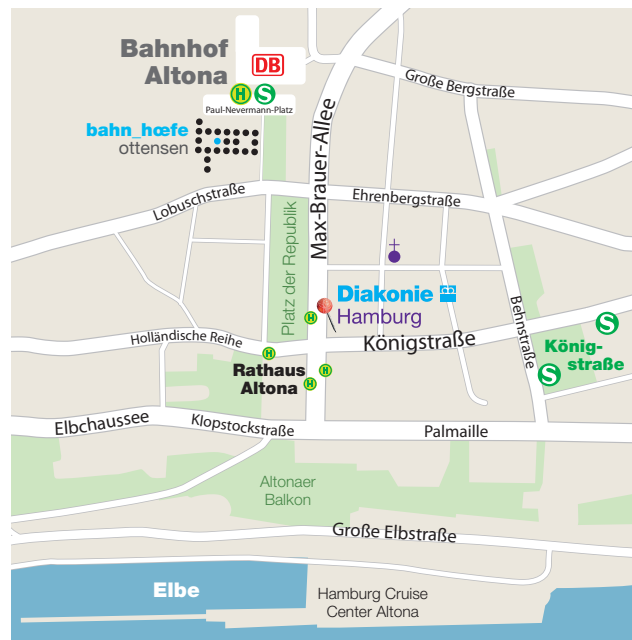 Bahnhof
Altona
DB
H
S
Paul-Nevermann-Platz
bahn_hœfe
ottensen
Große Bergstraße
Max-Brauer-Allee
Lobuschstraße
Ehrenbergstraße
Platz der Republik
Diakonie
Hamburg
H
Behnstraße
Holländische Reihe
Königstraße
S
König-
straße
S
H
Rathaus
Altona
H
H
Elbchaussee
Klopstockstraße
Palmaille
Altonaer
Balkon
Große Elbstraße
Elbe
Hamburg Cruise
Center Altona